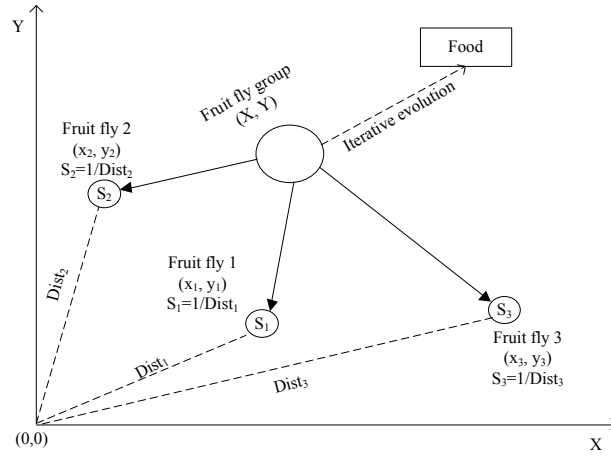 Y
Food
Fruit fly group
(X, Y)
Iterative evolution
Fruit fly 2
(x₂, y₂)
S₂=1/Dist₂
S₂
Dist₂
Fruit fly 1
(x₁, y₁)
S₁=1/Dist₁
S₁
Dist₁
S₃
Fruit fly 3
(x₃, y₃)
S₃=1/Dist₃
Dist₃
(0,0)
X